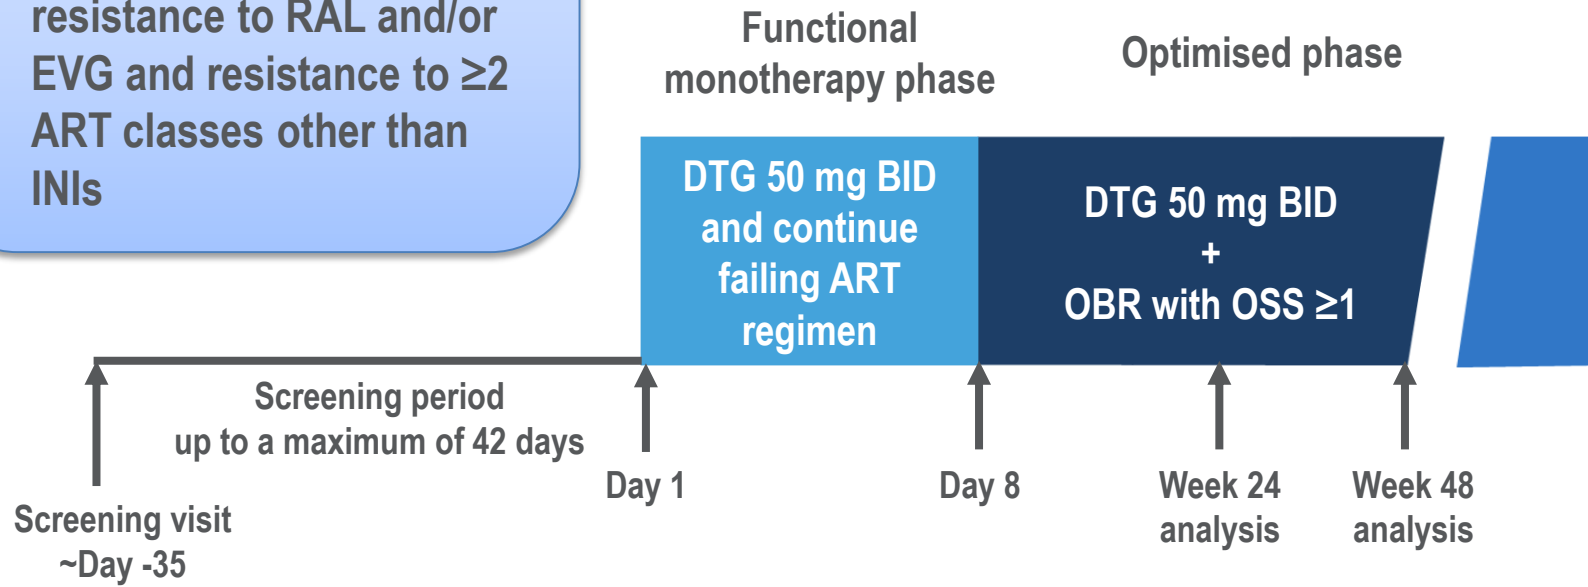 resistance to RAL and/or
EVG and resistance to ≥2
ART classes other than
INIs
Functional
monotherapy phase
Optimised phase
DTG 50 mg BID
and continue
failing ART
regimen
DTG 50 mg BID
+
OBR with OSS ≥1
Screening period
up to a maximum of 42 days
Screening visit
~Day -35
Day 1
Day 8
Week 24
analysis
Week 48
analysis